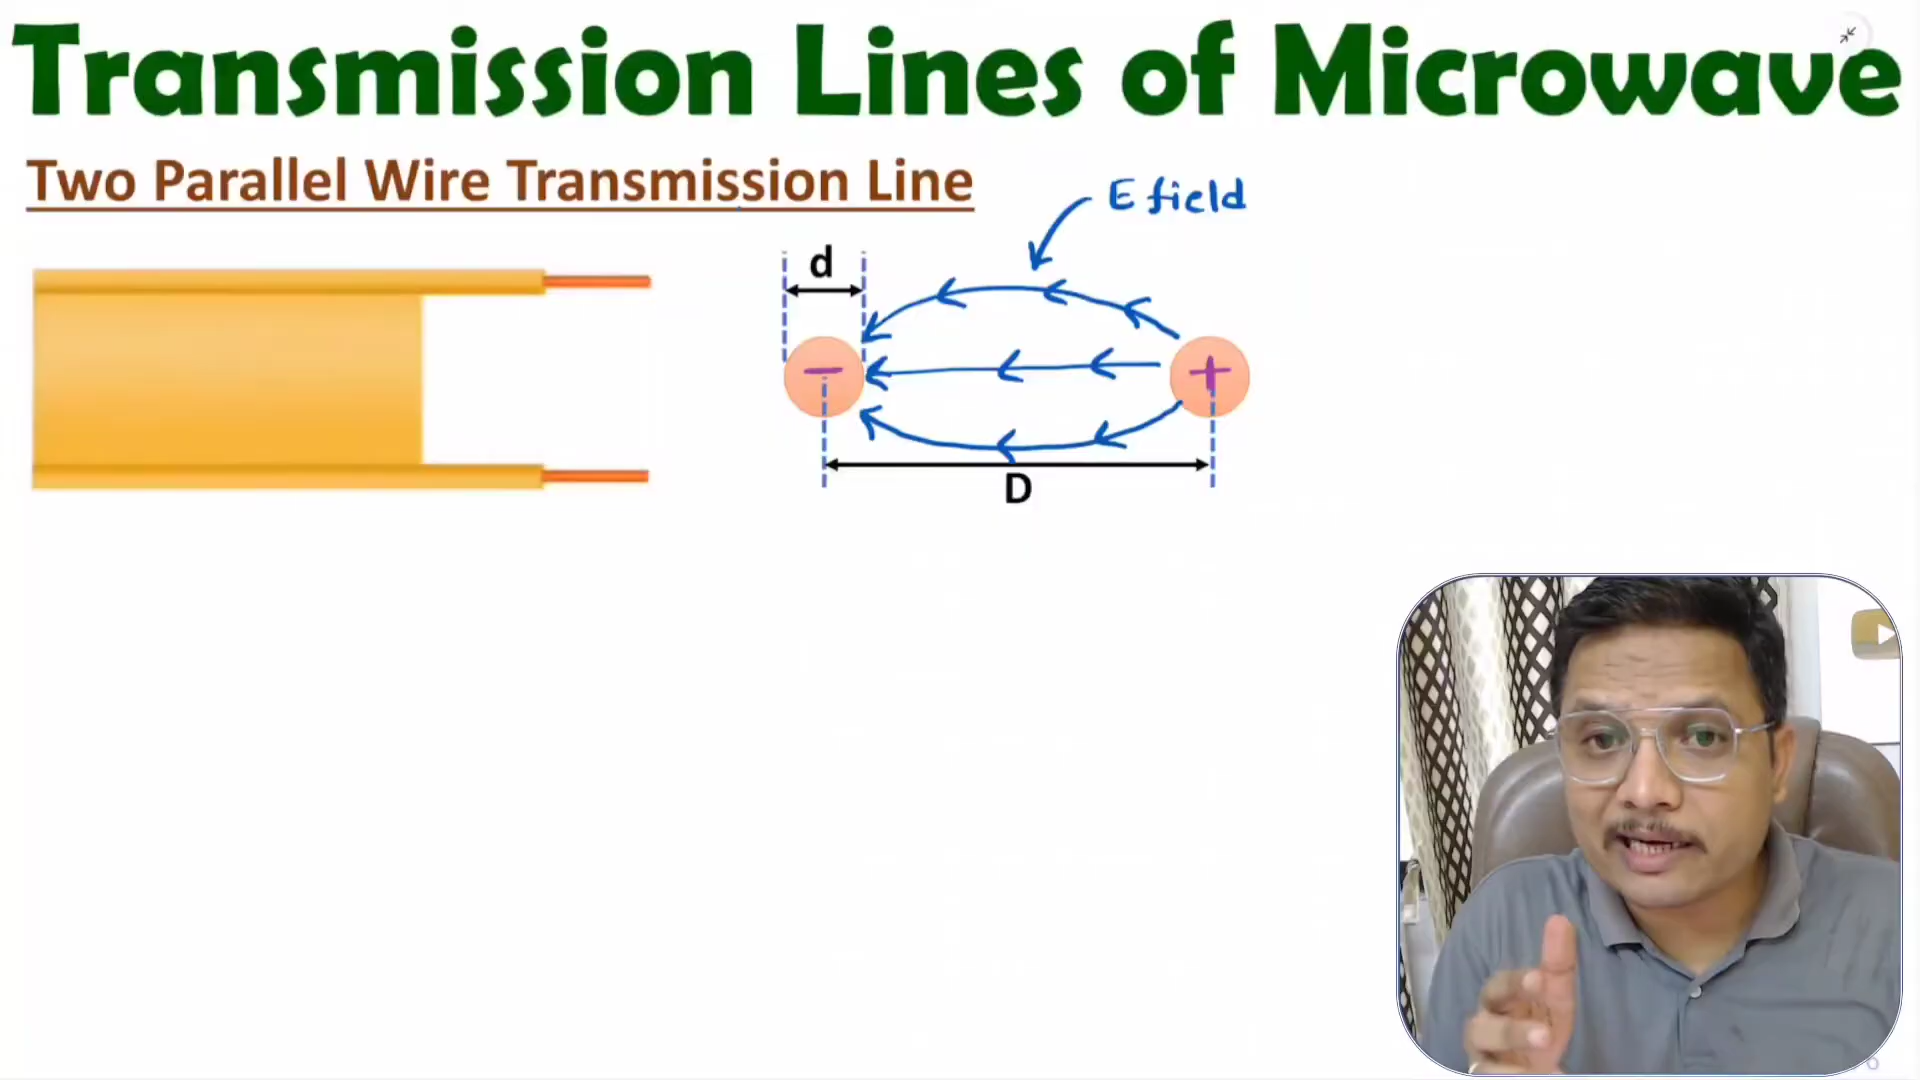 Transmission Lines of Microwave
Two Parallel Wire Transmission Line
E field
d
− +
D